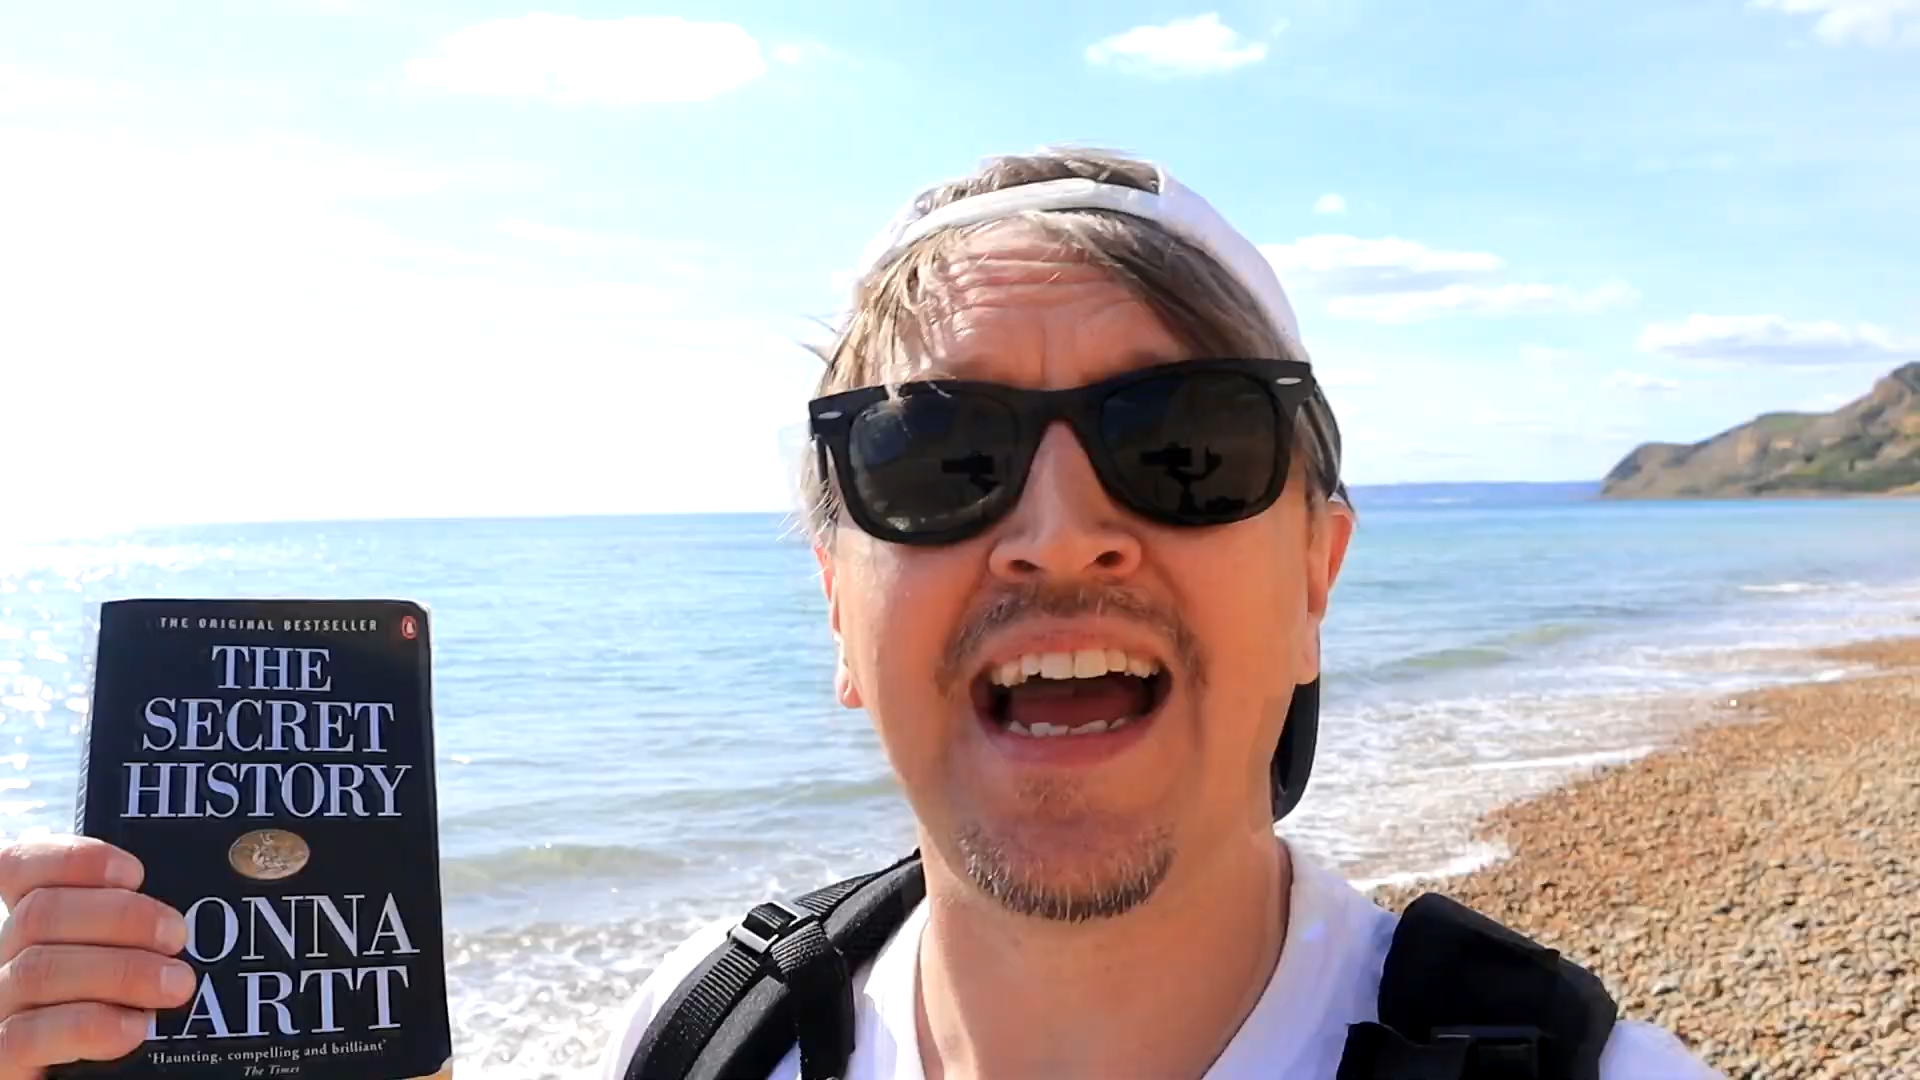 THE ORIGINAL BESTSELLER
THE
SECRET
HISTORY
ONNA
ARTT
'Haunting, compelling and brilliant'
The Times